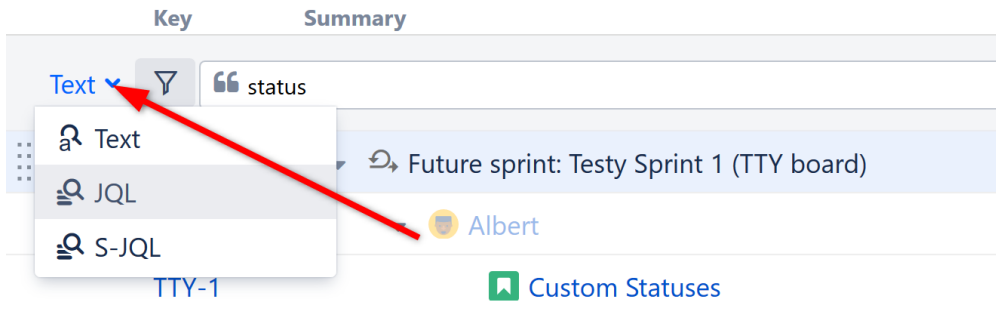 Key Summary
Text status
Text
JQL
S-JQL
Future sprint: Testy Sprint 1 (TTY board)
Albert
TTY-1 Custom Statuses